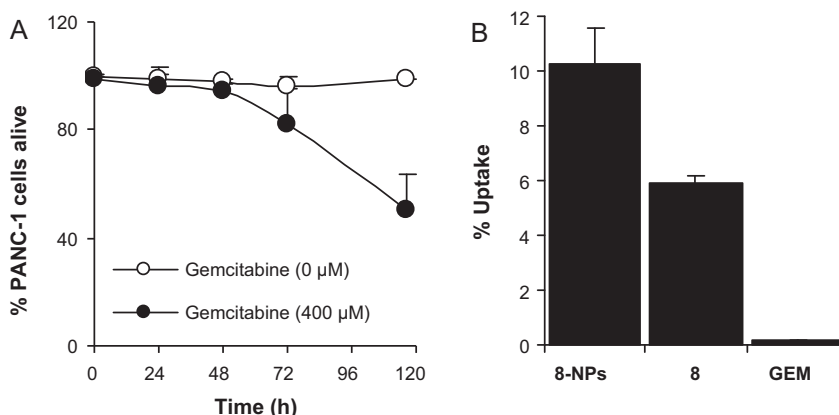 A
% PANC-1 cells alive
120
80
40
0
Gemcitabine (0 µM)
Gemcitabine (400 µM)
0 24 48 72 96 120
Time (h)
B
% Uptake
12
10
8
6
4
2
0
8-NPs 8 GEM